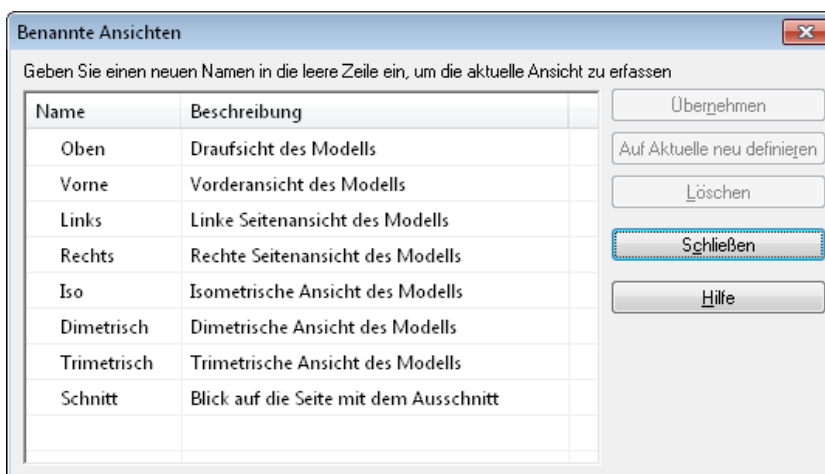 Benannte Ansichten
Geben Sie einen neuen Namen in die leere Zeile ein, um die aktuelle Ansicht zu erfassen
Name Beschreibung
Oben Draufsicht des Modells
Vorne Vorderansicht des Modells
Links Linke Seitenansicht des Modells
Rechts Rechte Seitenansicht des Modells
Iso Isometrische Ansicht des Modells
Dimetrisch Dimetrische Ansicht des Modells
Trimetrisch Trimetrische Ansicht des Modells
Schnitt Blick auf die Seite mit dem Ausschnitt
Übernehmen
Auf Aktuelle neu definieren
Löschen
Schließen
Hilfe